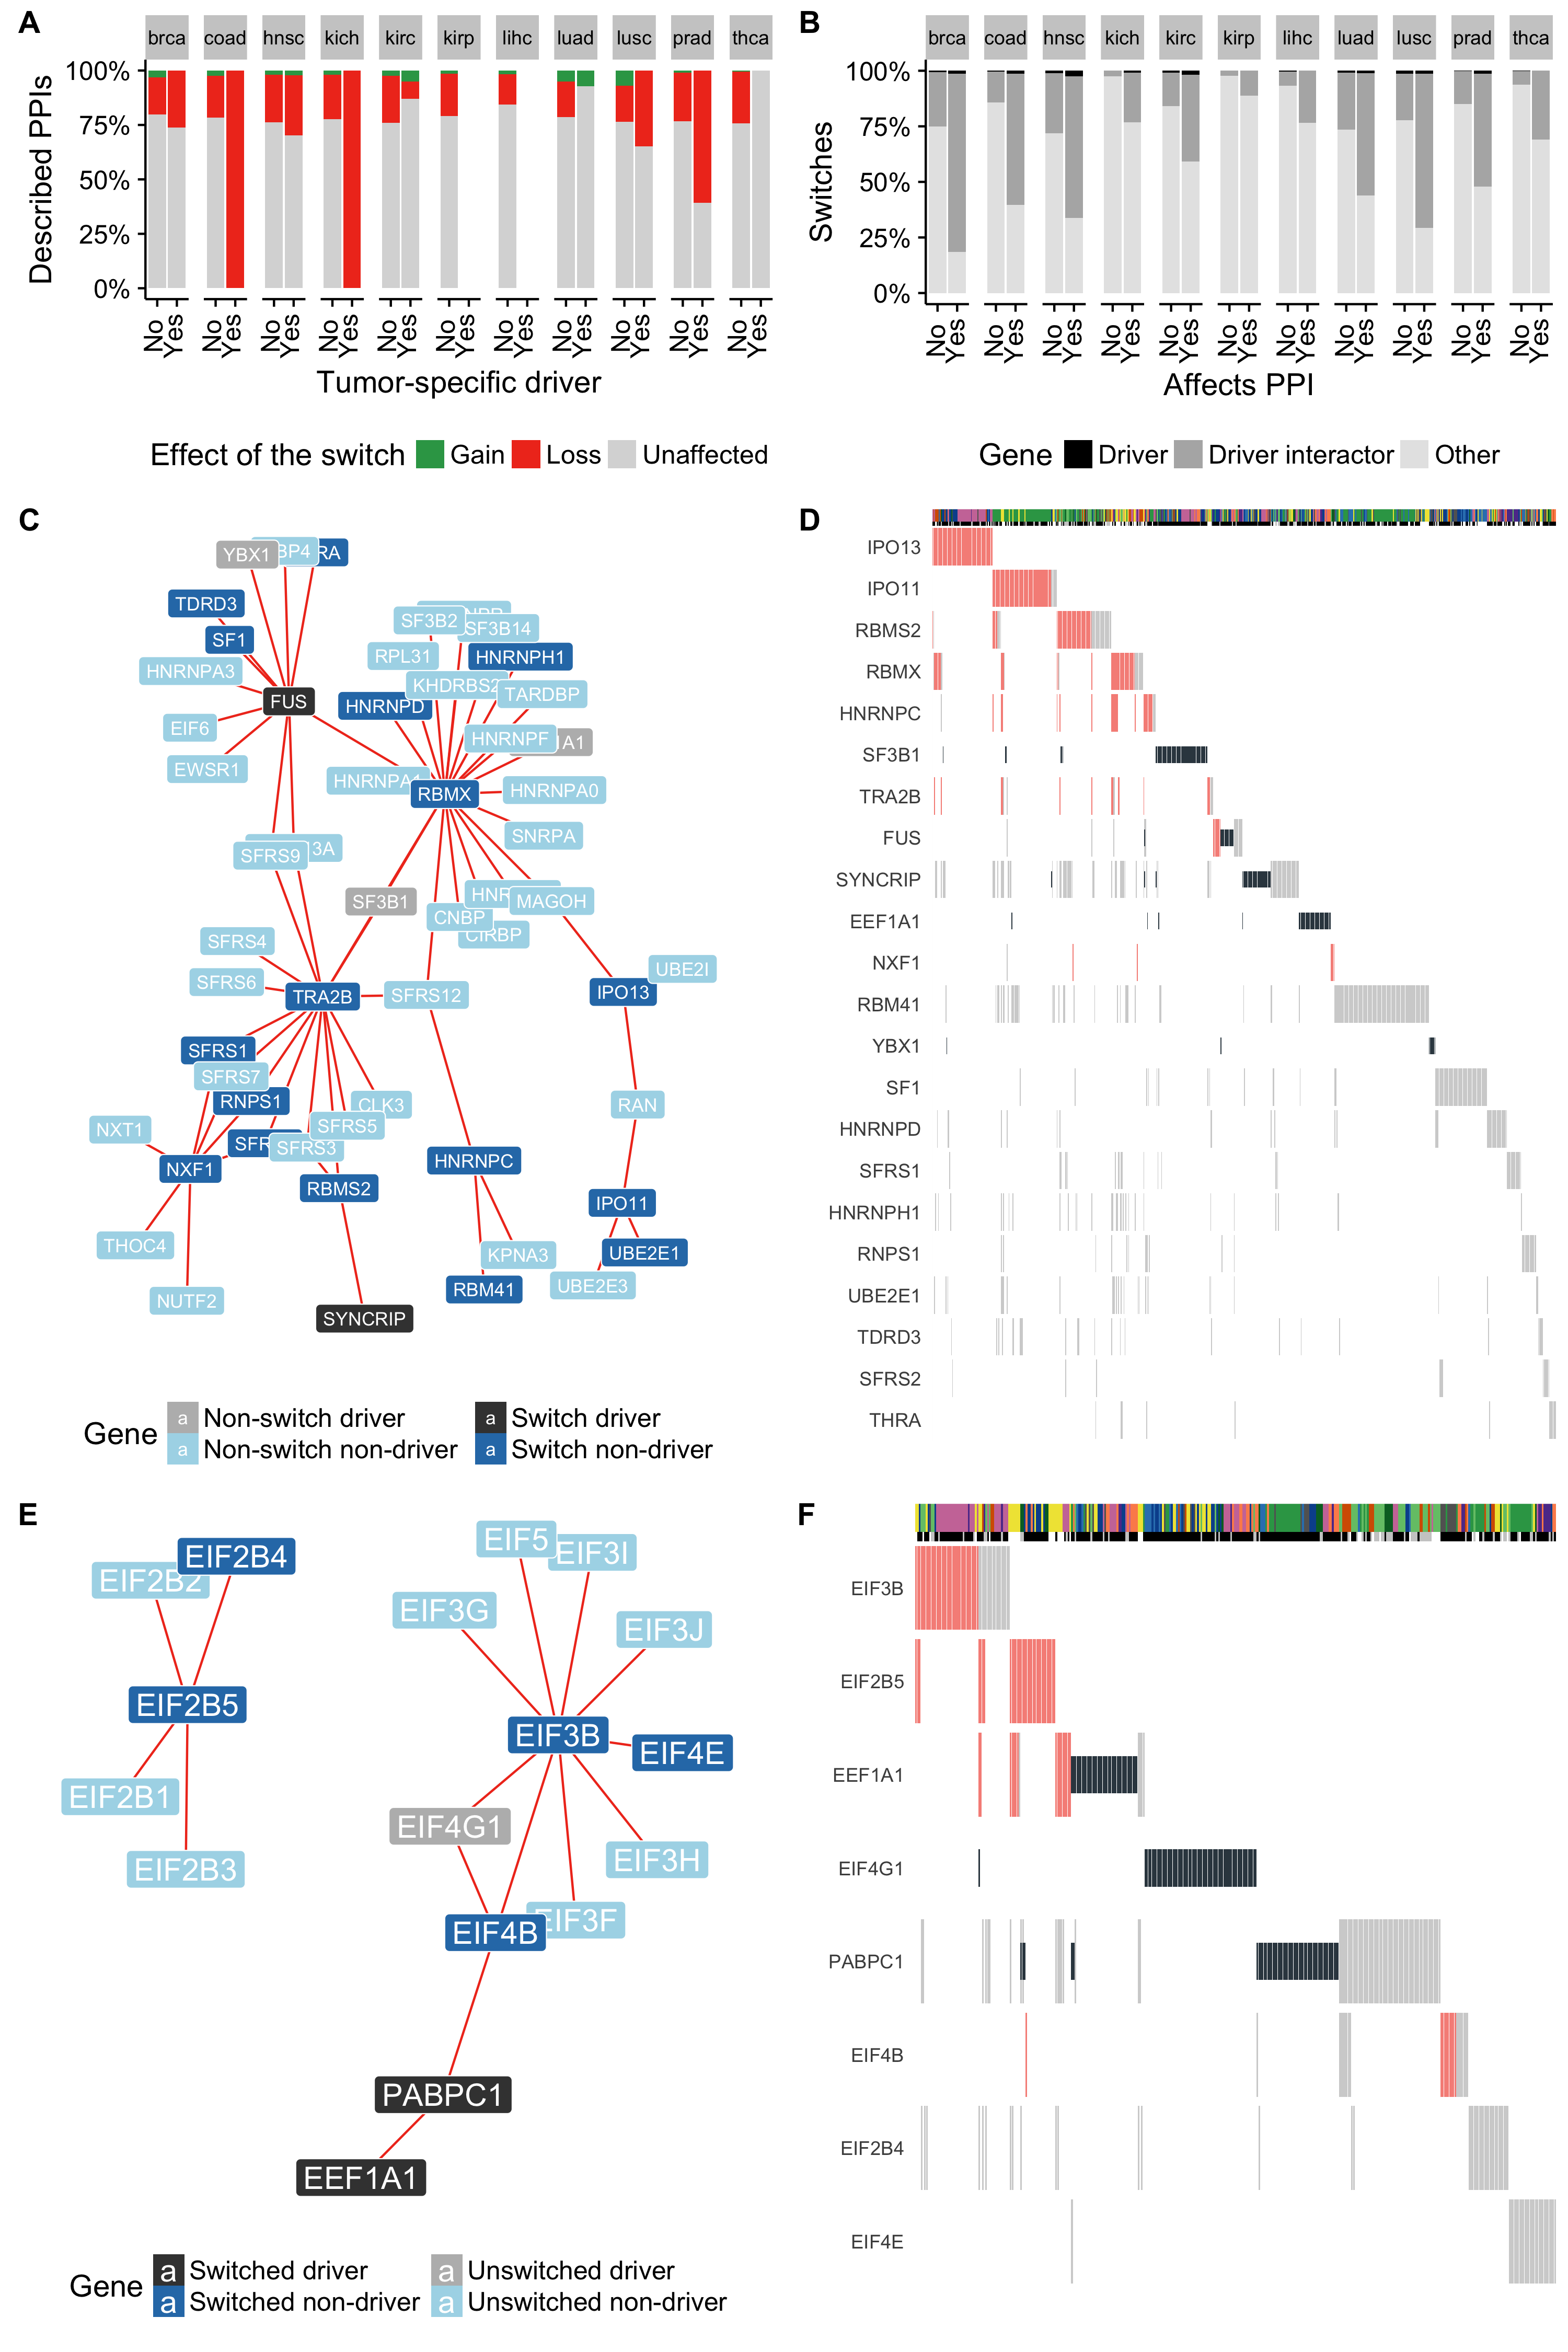 A
brca coad hnsc kich kirc kirp lihc luad lusc prad thca
Described PPIs
100%
75%
50%
25%
0%
No Yes No Yes No Yes No Yes No Yes No Yes No Yes No Yes No Yes No Yes No Yes
Tumor-specific driver
Effect of the switch Gain Loss Unaffected
B
brca coad hnsc kich kirc kirp lihc luad lusc prad thca
Switches
100%
75%
50%
25%
0%
No Yes No Yes No Yes No Yes No Yes No Yes No Yes No Yes No Yes No Yes No Yes
Affects PPI
Gene Driver Driver interactor Other
C
YBX1 BP4 RA
TDRD3
SF1
HNRNPA3
FUS
EIF6
EWSR1
SF3B2
SF3B14
RPL31
HNRNPH1
KHDRBS2
TARDBP
HNRNPD
HNRNPF A1
HNRNPA1
RBMX
HNRNPA0
SNRPA
SFRS9 3A
SF3B1
HNR
MAGOH
CNBP
CIRBP
SFRS4
SFRS6
TRA2B
SFRS12
UBE2I
IPO13
SFRS1
SFRS7
RNPS1
CLK3
RAN
NXT1
SFRS5
SFR
SFRS3
NXF1
HNRNPC
RBMS2
IPO11
THOC4
KPNA3
UBE2E1
NUTF2
RBM41
UBE2E3
SYNCRIP
Gene
a Non-switch driver
a Switch driver
a Non-switch non-driver
a Switch non-driver
D
IPO13
IPO11
RBMS2
RBMX
HNRNPC
SF3B1
TRA2B
FUS
SYNCRIP
EEF1A1
NXF1
RBM41
YBX1
SF1
HNRNPD
SFRS1
HNRNPH1
RNPS1
UBE2E1
TDRD3
SFRS2
THRA
E
EIF2B4
EIF2B2
EIF2B5
EIF2B1
EIF2B3
EIF5
EIF3I
EIF3G
EIF3J
EIF3B
EIF4E
EIF4G1
EIF3H
EIF3F
EIF4B
PABPC1
EEF1A1
Gene
a Switched driver
a Unswitched driver
a Switched non-driver
a Unswitched non-driver
F
EIF3B
EIF2B5
EEF1A1
EIF4G1
PABPC1
EIF4B
EIF2B4
EIF4E